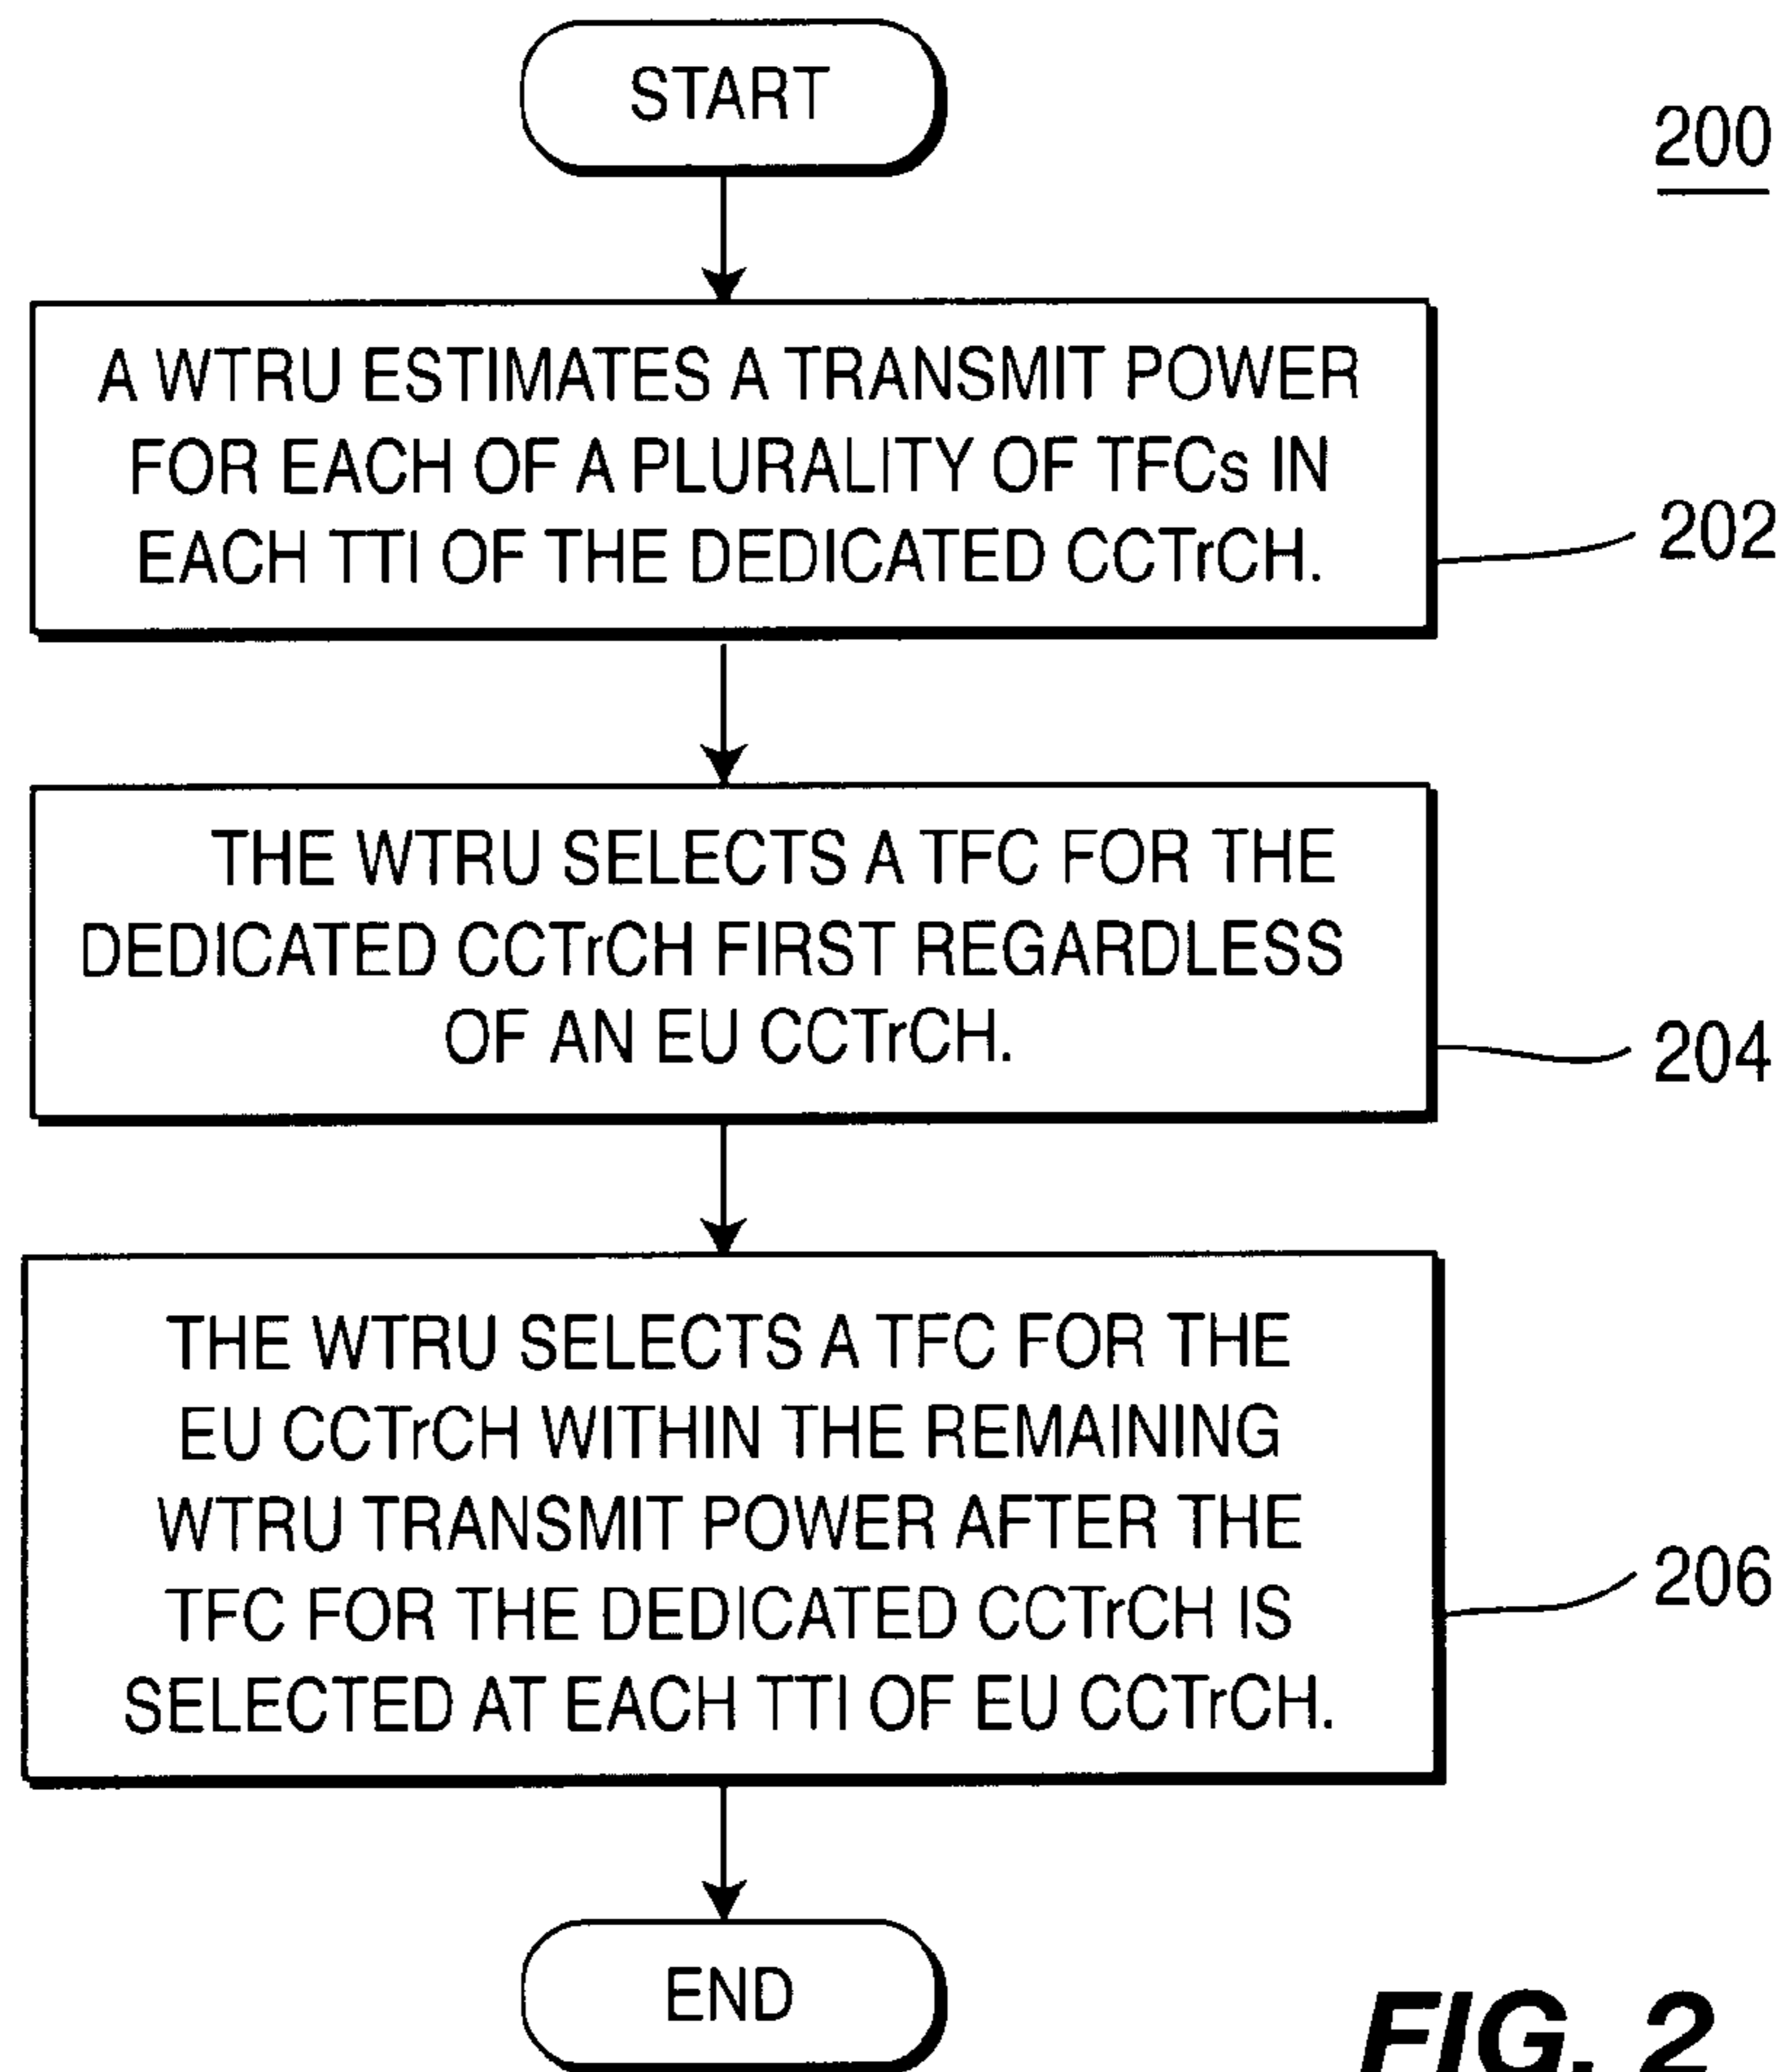 START
200
A WTRU ESTIMATES A TRANSMIT POWER
FOR EACH OF A PLURALITY OF TFCs IN
EACH TTI OF THE DEDICATED CCTrCH.
202
THE WTRU SELECTS A TFC FOR THE
DEDICATED CCTrCH FIRST REGARDLESS
OF AN EU CCTrCH.
204
THE WTRU SELECTS A TFC FOR THE
EU CCTrCH WITHIN THE REMAINING
WTRU TRANSMIT POWER AFTER THE
TFC FOR THE DEDICATED CCTrCH IS
SELECTED AT EACH TTI OF EU CCTrCH.
206
END
FIG. 2